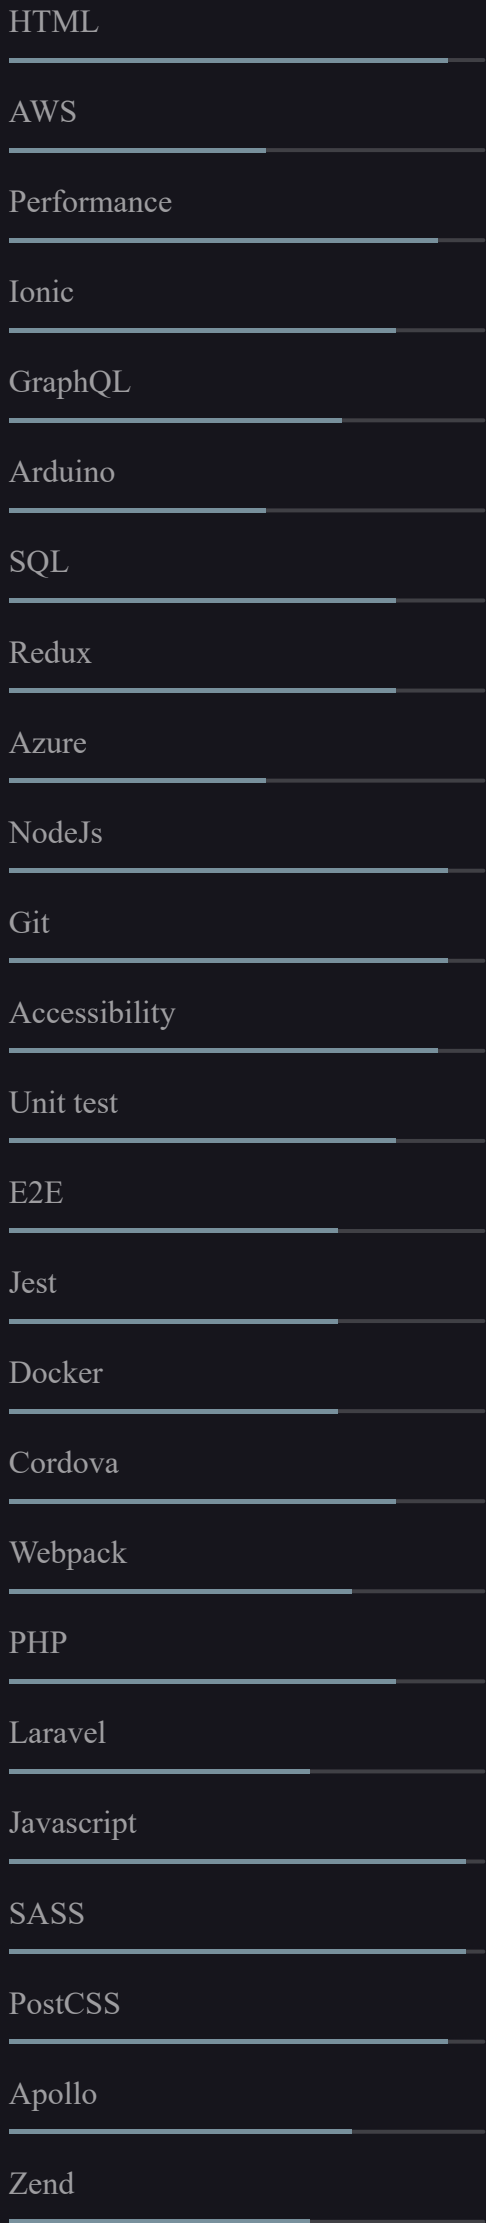 HTML
AWS
Performance
Ionic
GraphQL
Arduino
SQL
Redux
Azure
NodeJs
Git
Accessibility
Unit test
E2E
Jest
Docker
Cordova
Webpack
PHP
Laravel
Javascript
SASS
PostCSS
Apollo
Zend